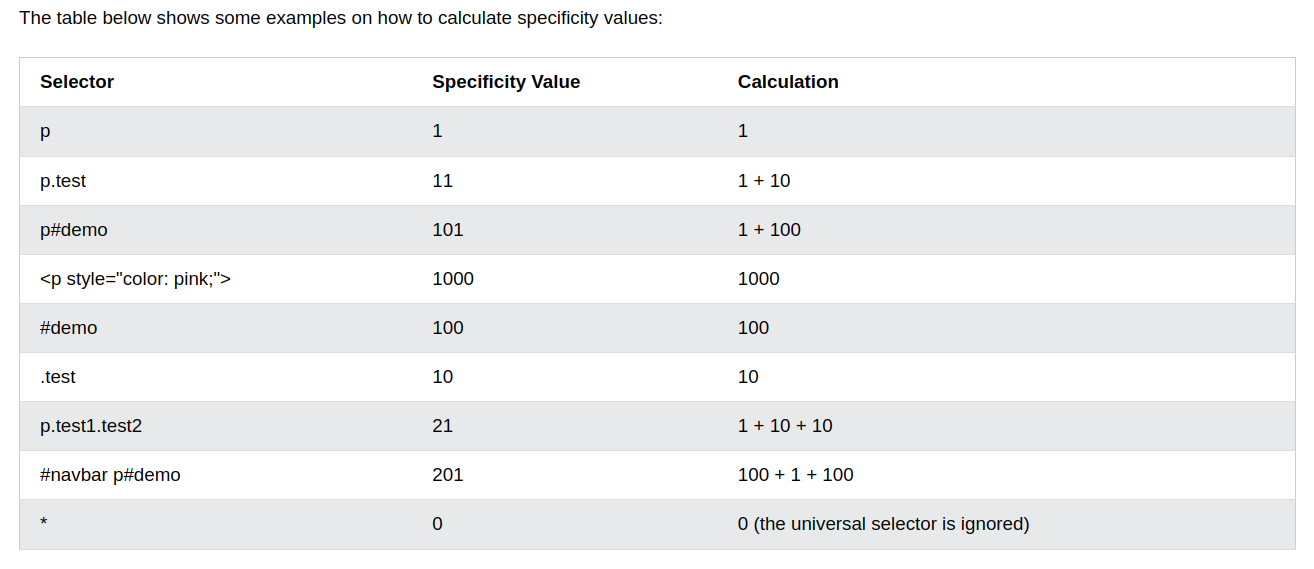 The table below shows some examples on how to calculate specificity values:
Selector Specificity Value Calculation
p 1 1
p.test 11 1 + 10
p#demo 101 1 + 100
<p style="color: pink;"> 1000 1000
#demo 100 100
.test 10 10
p.test1.test2 21 1 + 10 + 10
#navbar p#demo 201 100 + 1 + 100
* 0 0 (the universal selector is ignored)